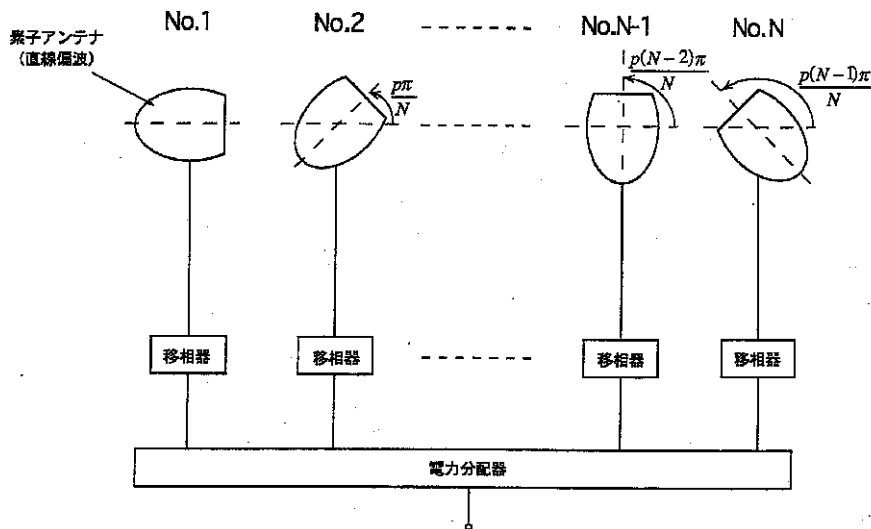 No.1
No.2
No.N-1
No.N
素子アンテナ
(直線偏波)
pπ/N
p(N-2)π/N
p(N-1)π/N
移相器
移相器
移相器
移相器
電力分配器